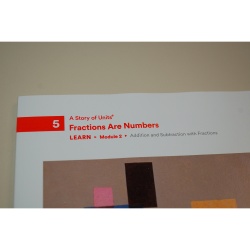 5
A Story of Units®
Fractions Are Numbers
LEARN ▪ Module 2 ▪ Addition and Subtraction with Fractions